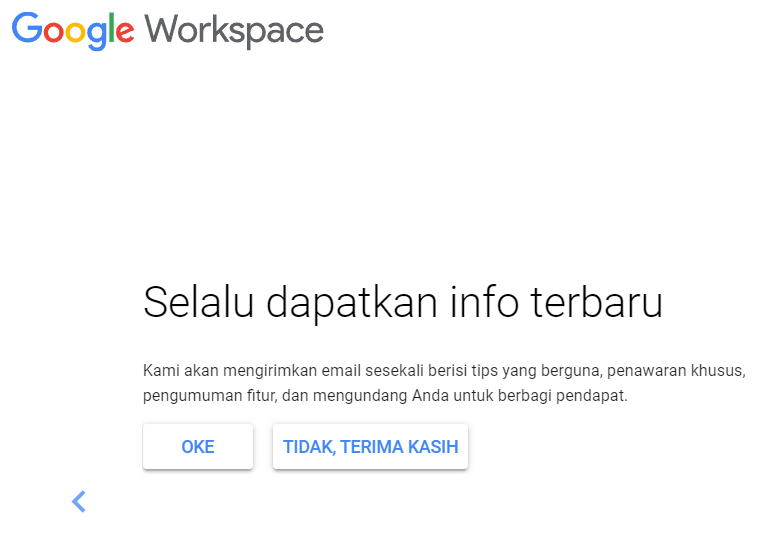 Google Workspace
Selalu dapatkan info terbaru
Kami akan mengirimkan email sesekali berisi tips yang berguna, penawaran khusus,
pengumuman fitur, dan mengundang Anda untuk berbagi pendapat.
OKE
TIDAK, TERIMA KASIH